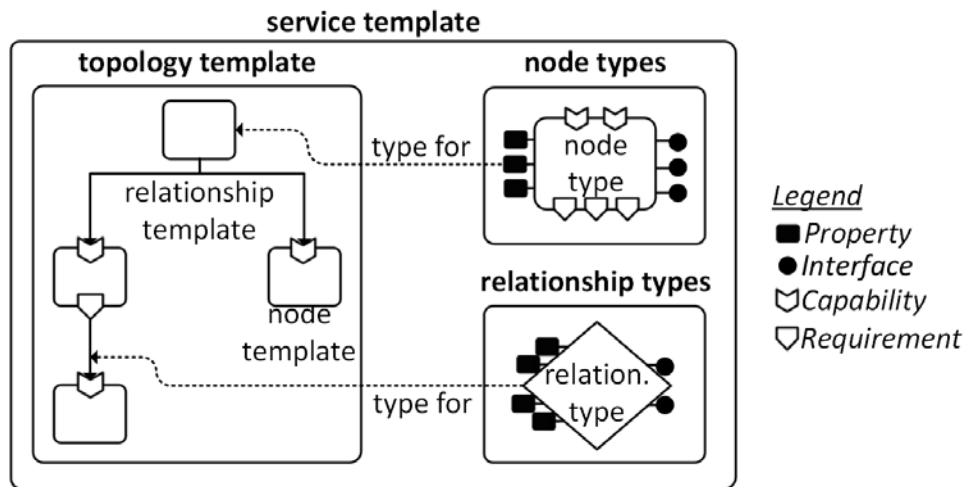 service template
topology template
node types
type for
node
type
relationship
template
Legend
Property
Interface
Capability
Requirement
relationship types
node
template
relation.
type
type for